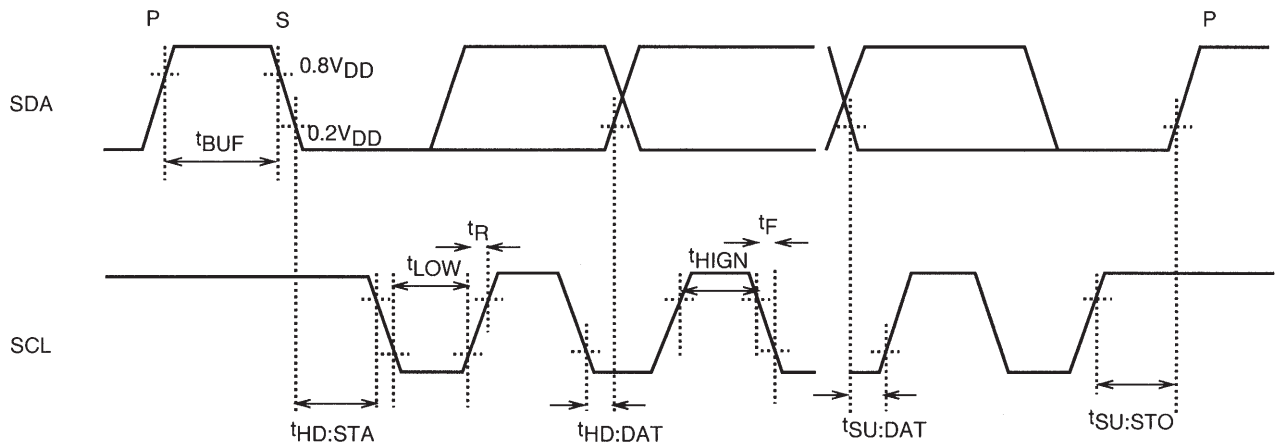 P S P
0.8VDD
SDA
0.2VDD
tBUF
tR tF
tLOW tHIGN
SCL
tHD:STA tHD:DAT tSU:DAT tSU:STO